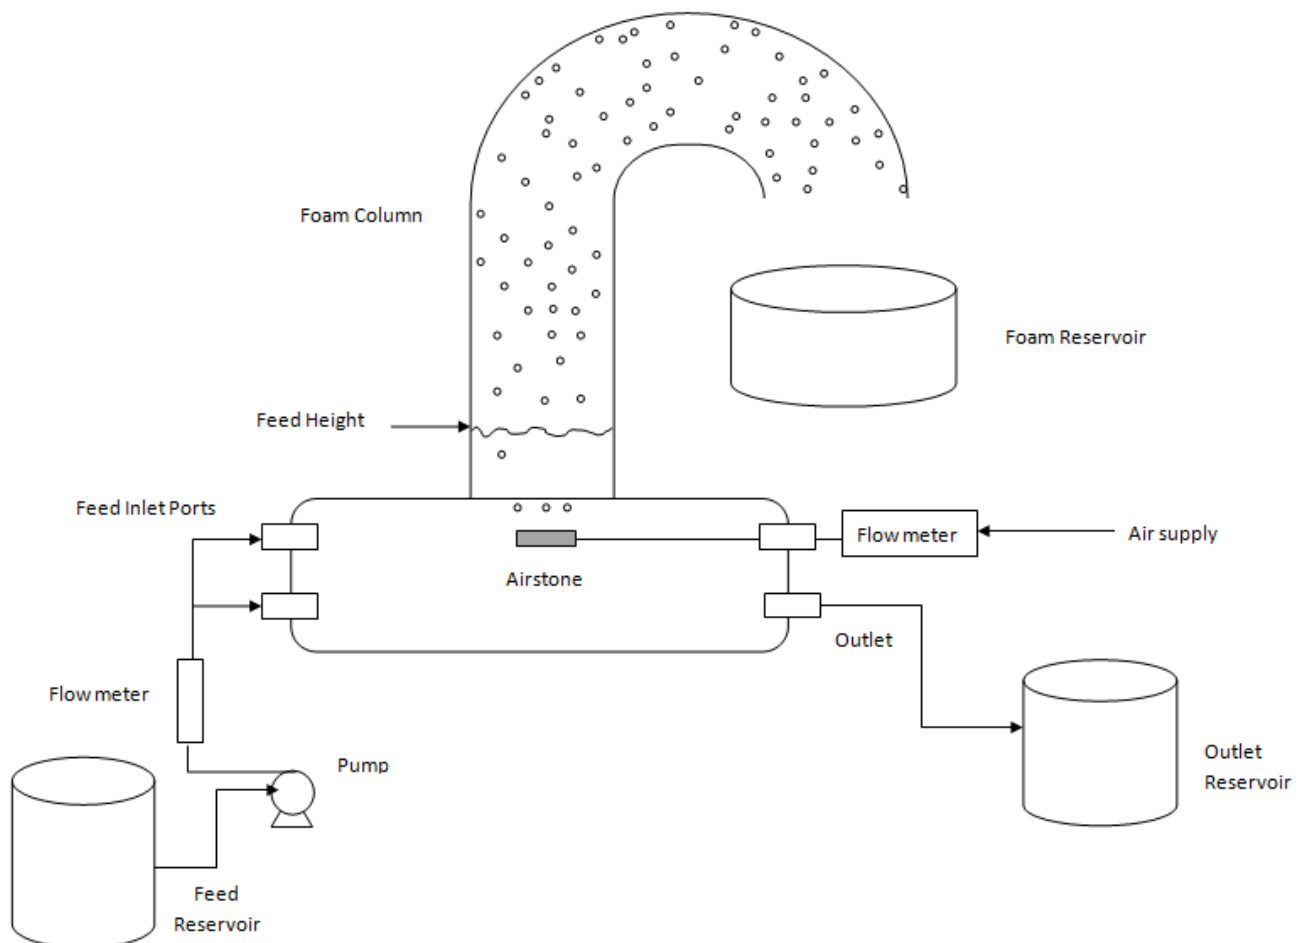 Foam Column
Foam Reservoir
Feed Height
Feed Inlet Ports
Flow meter
Air supply
Airstone
Outlet
Flow meter
Pump
Outlet
Reservoir
Feed
Reservoir